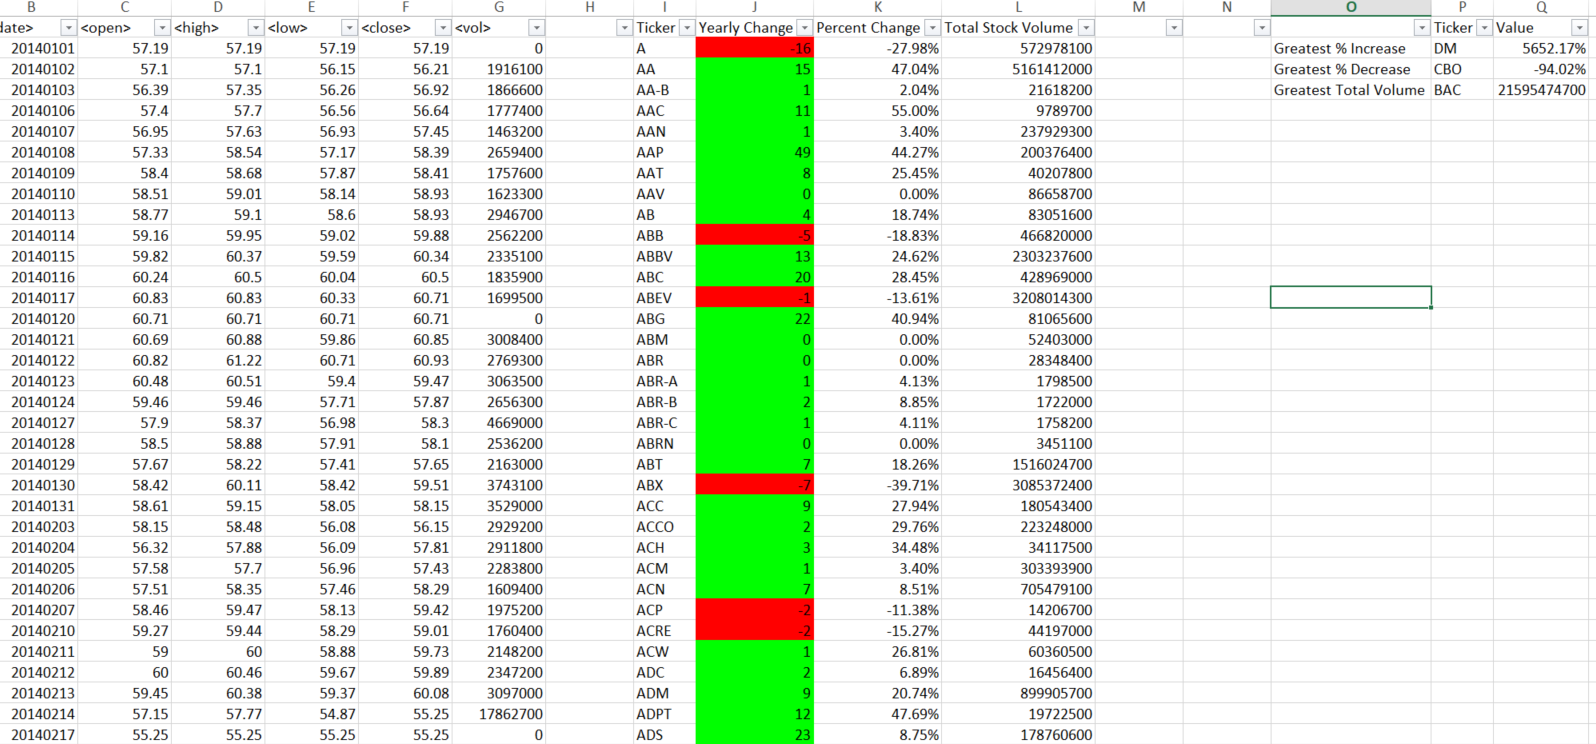 B C D E F G H I J K L M N O P Q
date> <open> <high> <low> <close> <vol> Ticker Yearly Change Percent Change Total Stock Volume Ticker Value
20140101 57.19 57.19 57.19 57.19 0 A -16 -27.98% 572978100 Greatest % Increase DM 5652.17%
20140102 57.1 57.1 56.15 56.21 1916100 AA 15 47.04% 5161412000 Greatest % Decrease CBO -94.02%
20140103 56.39 57.35 56.26 56.92 1866600 AA-B 1 2.04% 21618200 Greatest Total Volume BAC 21595474700
20140106 57.4 57.7 56.56 56.64 1777400 AAC 11 55.00% 9789700
20140107 56.95 57.63 56.93 57.45 1463200 AAN 1 3.40% 237929300
20140108 57.33 58.54 57.17 58.39 2659400 AAP 49 44.27% 200376400
20140109 58.4 58.68 57.87 58.41 1757600 AAT 8 25.45% 40207800
20140110 58.51 59.01 58.14 58.93 1623300 AAV 0 0.00% 86658700
20140113 58.77 59.1 58.6 58.93 2946700 AB 4 18.74% 83051600
20140114 59.16 59.95 59.02 59.88 2562200 ABB -5 -18.83% 466820000
20140115 59.82 60.37 59.59 60.34 2335100 ABBV 13 24.62% 2303237600
20140116 60.24 60.5 60.04 60.5 1835900 ABC 20 28.45% 428969000
20140117 60.83 60.83 60.33 60.71 1699500 ABEV -1 -13.61% 3208014300
20140120 60.71 60.71 60.71 60.71 0 ABG 22 40.94% 81065600
20140121 60.69 60.88 59.86 60.85 3008400 ABM 0 0.00% 52403000
20140122 60.82 61.22 60.71 60.93 2769300 ABR 0 0.00% 28348400
20140123 60.48 60.51 59.4 59.47 3063500 ABR-A 1 4.13% 1798500
20140124 59.46 59.46 57.71 57.87 2656300 ABR-B 2 8.85% 1722000
20140127 57.9 58.37 56.98 58.3 4669000 ABR-C 1 4.11% 1758200
20140128 58.5 58.88 57.91 58.1 2536200 ABRN 0 0.00% 3451100
20140129 57.67 58.22 57.41 57.65 2163000 ABT 7 18.26% 1516024700
20140130 58.42 60.11 58.42 59.51 3743100 ABX -7 -39.71% 3085372400
20140131 58.61 59.15 58.05 58.15 3529000 ACC 9 27.94% 180543400
20140203 58.15 58.48 56.08 56.15 2929200 ACCO 2 29.76% 223248000
20140204 56.32 57.88 56.09 57.81 2911800 ACH 3 34.48% 34117500
20140205 57.58 57.7 56.96 57.43 2283800 ACM 1 3.40% 303393900
20140206 57.51 58.35 57.46 58.29 1609400 ACN 7 8.51% 705479100
20140207 58.46 59.47 58.13 59.42 1975200 ACP -2 -11.38% 14206700
20140210 59.27 59.44 58.29 59.01 1760400 ACRE -2 -15.27% 44197000
20140211 59 60 58.88 59.73 2148200 ACW 1 26.81% 60360500
20140212 60 60.46 59.67 59.89 2347200 ADC 2 6.89% 16456400
20140213 59.45 60.38 59.37 60.08 3097000 ADM 9 20.74% 899905700
20140214 57.15 57.77 54.87 55.25 17862700 ADPT 12 47.69% 19722500
20140217 55.25 55.25 55.25 55.25 0 ADS 23 8.75% 178760600